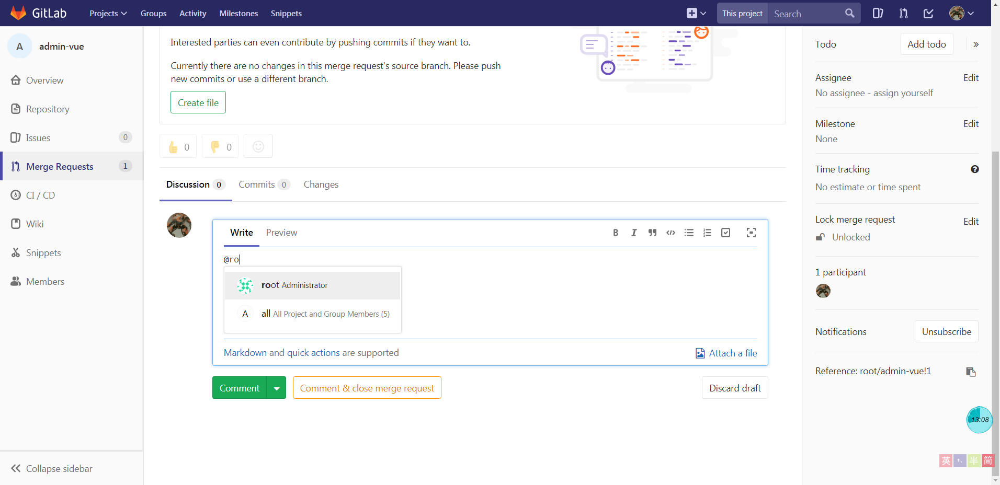 GitLab Projects Groups Activity Milestones Snippets This project Search
A admin-vue
Overview
Repository
Issues 0
Merge Requests 1
CI / CD
Wiki
Snippets
Members
Collapse sidebar
Interested parties can even contribute by pushing commits if they want to.
Currently there are no changes in this merge request's source branch. Please push
new commits or use a different branch.
Create file
0 0
Discussion 0 Commits 0 Changes
Write Preview
@ro
root Administrator
A all All Project and Group Members (5)
Markdown and quick actions are supported Attach a file
Comment Comment & close merge request Discard draft
Todo Add todo
Assignee Edit
No assignee - assign yourself
Milestone Edit
None
Time tracking
No estimate or time spent
Lock merge request Edit
Unlocked
1 participant
Notifications Unsubscribe
Reference: root/admin-vue!1
13:08
英 半 简